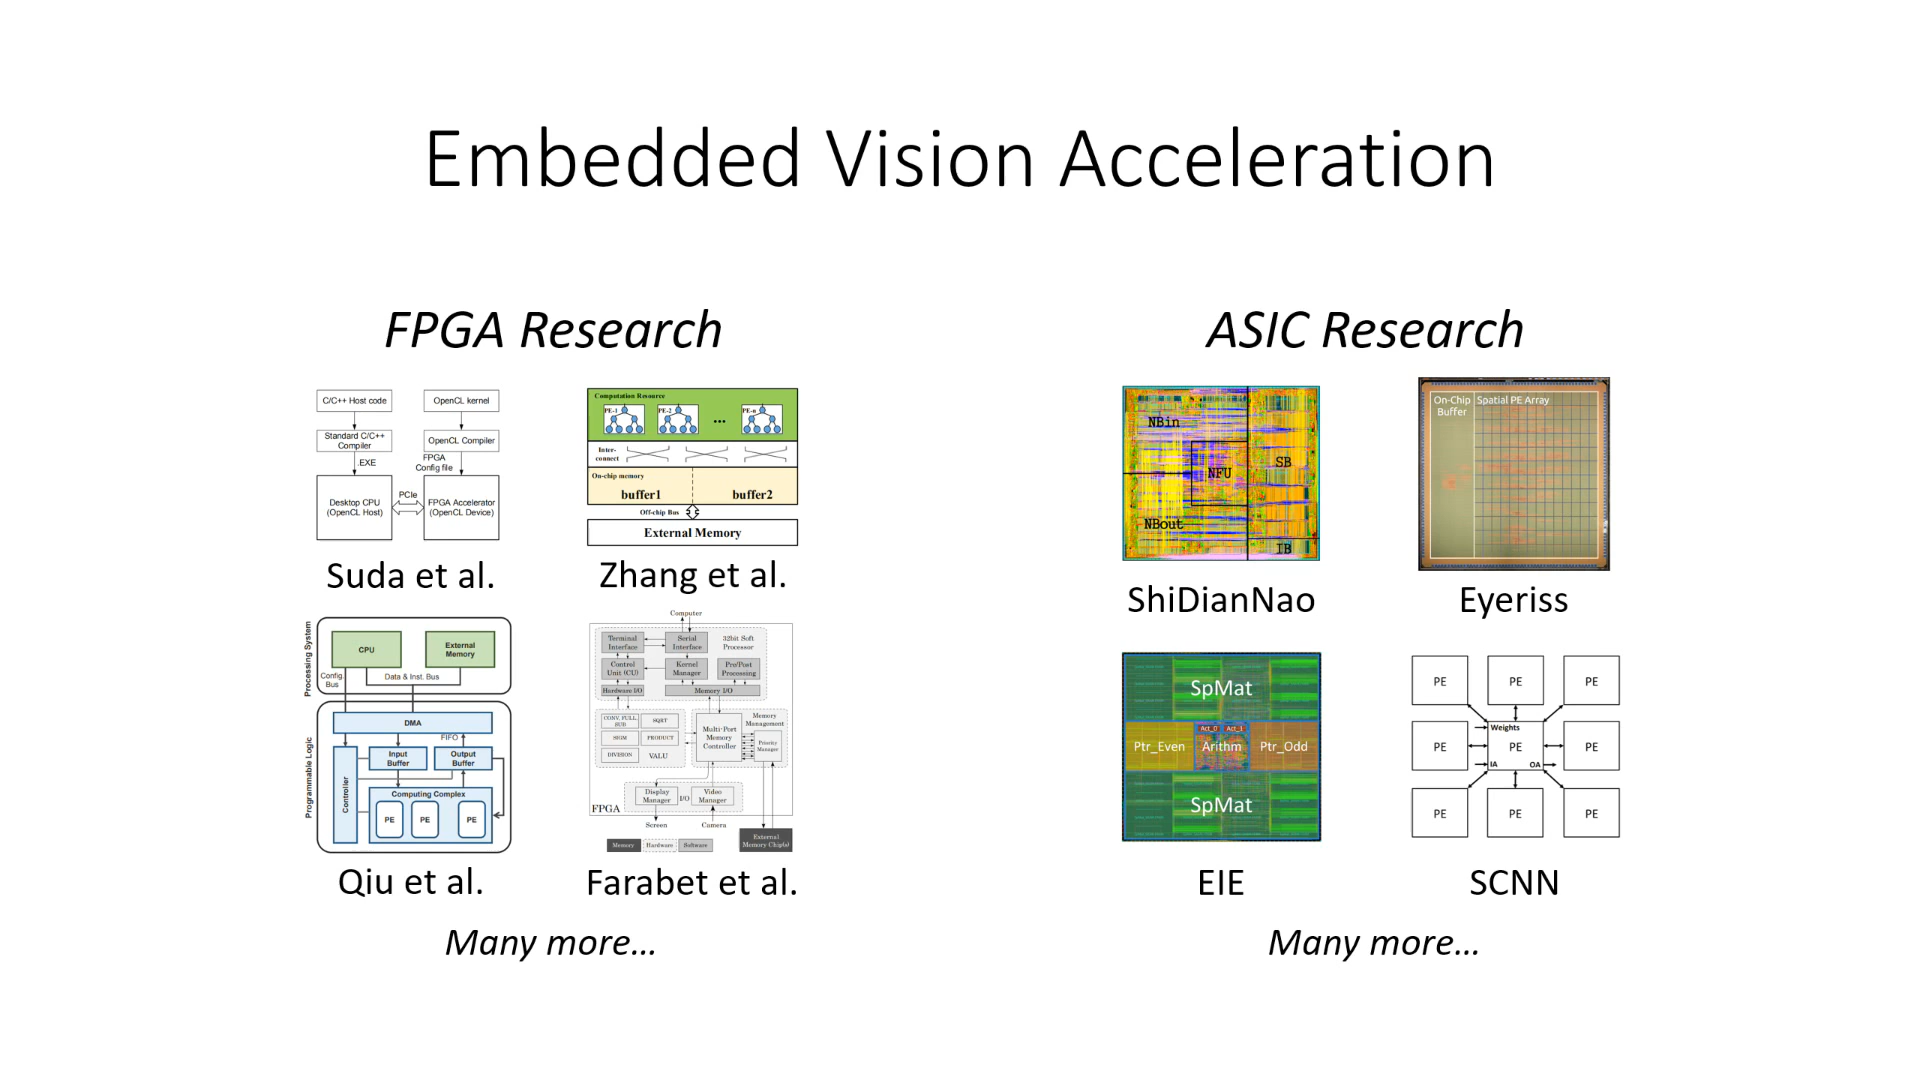 Embedded Vision Acceleration
FPGA Research
C/C++ Host code
OpenCL kernel
Standard C/C++
Compiler
OpenCL Compiler
.EXE
FPGA
Config file
Desktop CPU
(OpenCL Host)
PCIe
FPGA Accelerator
(OpenCL Device)
Suda et al.
Computation Resource
PE-1
PE-2
...
PE-n
Inter-
connect
On-chip memory
buffer1
buffer2
Off-chip Bus
External Memory
Zhang et al.
Processing System
CPU
External
Memory
Config.
Bus
Data & Inst. Bus
Programmable Logic
DMA
FIFO
Controller
Input
Buffer
Output
Buffer
Computing Complex
PE
PE
PE
Qiu et al.
Computer
Terminal
Interface
Serial
Interface
32bit Soft
Processor
Control
Unit (CU)
Kernel
Manager
Pre/Post
Processing
Hardware I/O
Memory I/O
CONV, FULL,
SUB
SQRT
SIGM
PRODUCT
DIVISION
VALU
Multi-Port
Memory
Controller
Memory
Management
Priority
Manager
Display
Manager
I/O
Video
Manager
FPGA
Screen
Camera
External
Memory Chip(s)
Memory
Hardware
Software
Farabet et al.
Many more...
ASIC Research
NBin
NFU
SB
NBout
IB
ShiDianNao
On-Chip
Buffer
Spatial PE Array
Eyeriss
SpMat
Act_0
Act_1
Ptr_Even
Arithm
Ptr_Odd
SpMat
EIE
PE
PE
PE
Weights
PE
PE
PE
IA
OA
PE
PE
PE
SCNN
Many more...